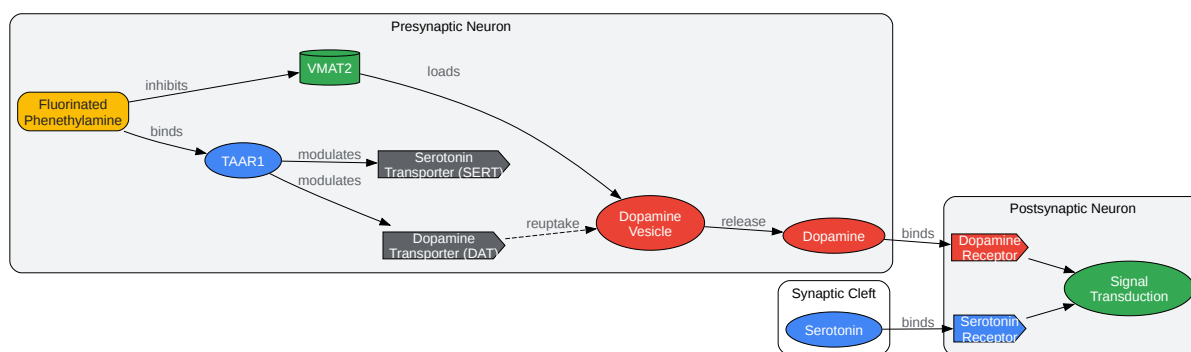 Presynaptic Neuron
VMAT2
loads
inhibits
Fluorinated
Phenethylamine
binds
TAAR1
modulates
Serotonin
Transporter (SERT)
modulates
Dopamine
Transporter (DAT)
reuptake
Dopamine
Vesicle
release
Dopamine
binds
Postsynaptic Neuron
Dopamine
Receptor
Signal
Transduction
Synaptic Cleft
Serotonin
binds
Serotonin
Receptor